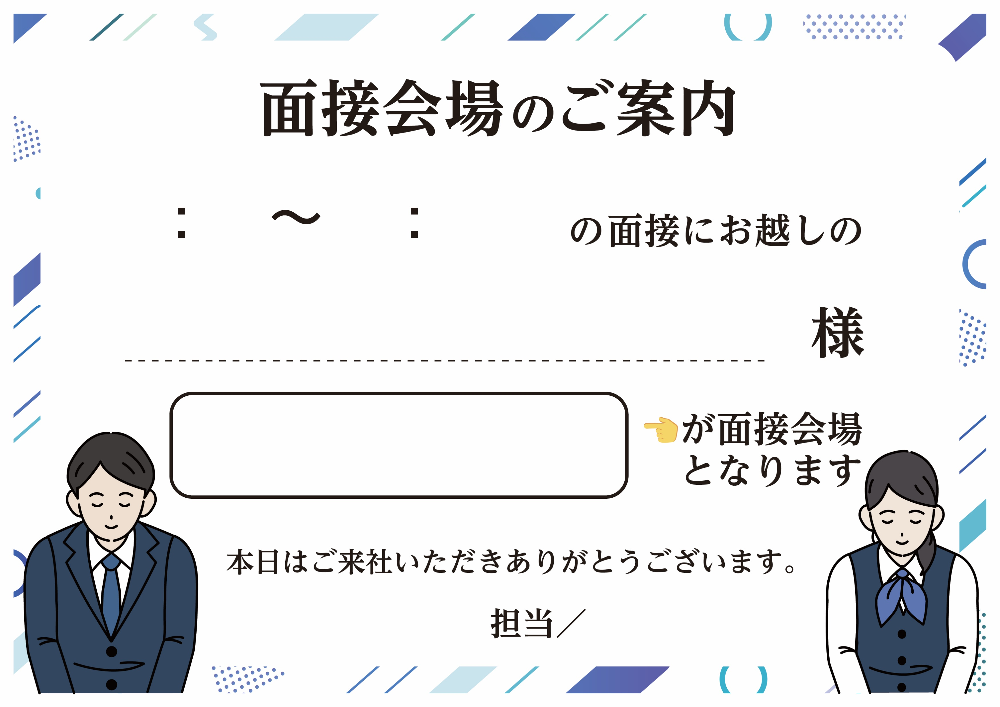 面接会場のご案内
: 〜 : の面接にお越しの
様
👈が面接会場
となります
本日はご来社いただきありがとうございます。
担当／